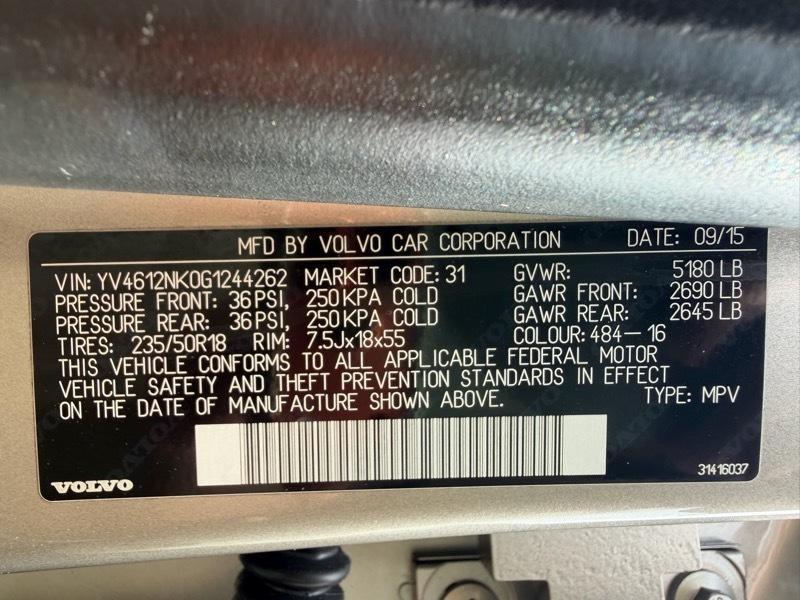 MFD BY VOLVO CAR CORPORATION DATE: 09/15
VIN: YV4612NK0G1244262 MARKET CODE: 31 GVWR: 5180 LB
PRESSURE FRONT: 36 PSI, 250 KPA COLD GAWR FRONT: 2690 LB
PRESSURE REAR: 36 PSI, 250 KPA COLD GAWR REAR: 2645 LB
TIRES: 235/50R18 RIM: 7.5Jx18x55 COLOUR: 484-16
THIS VEHICLE CONFORMS TO ALL APPLICABLE FEDERAL MOTOR
VEHICLE SAFETY AND THEFT PREVENTION STANDARDS IN EFFECT
ON THE DATE OF MANUFACTURE SHOWN ABOVE. TYPE: MPV
VOLVO 31416037